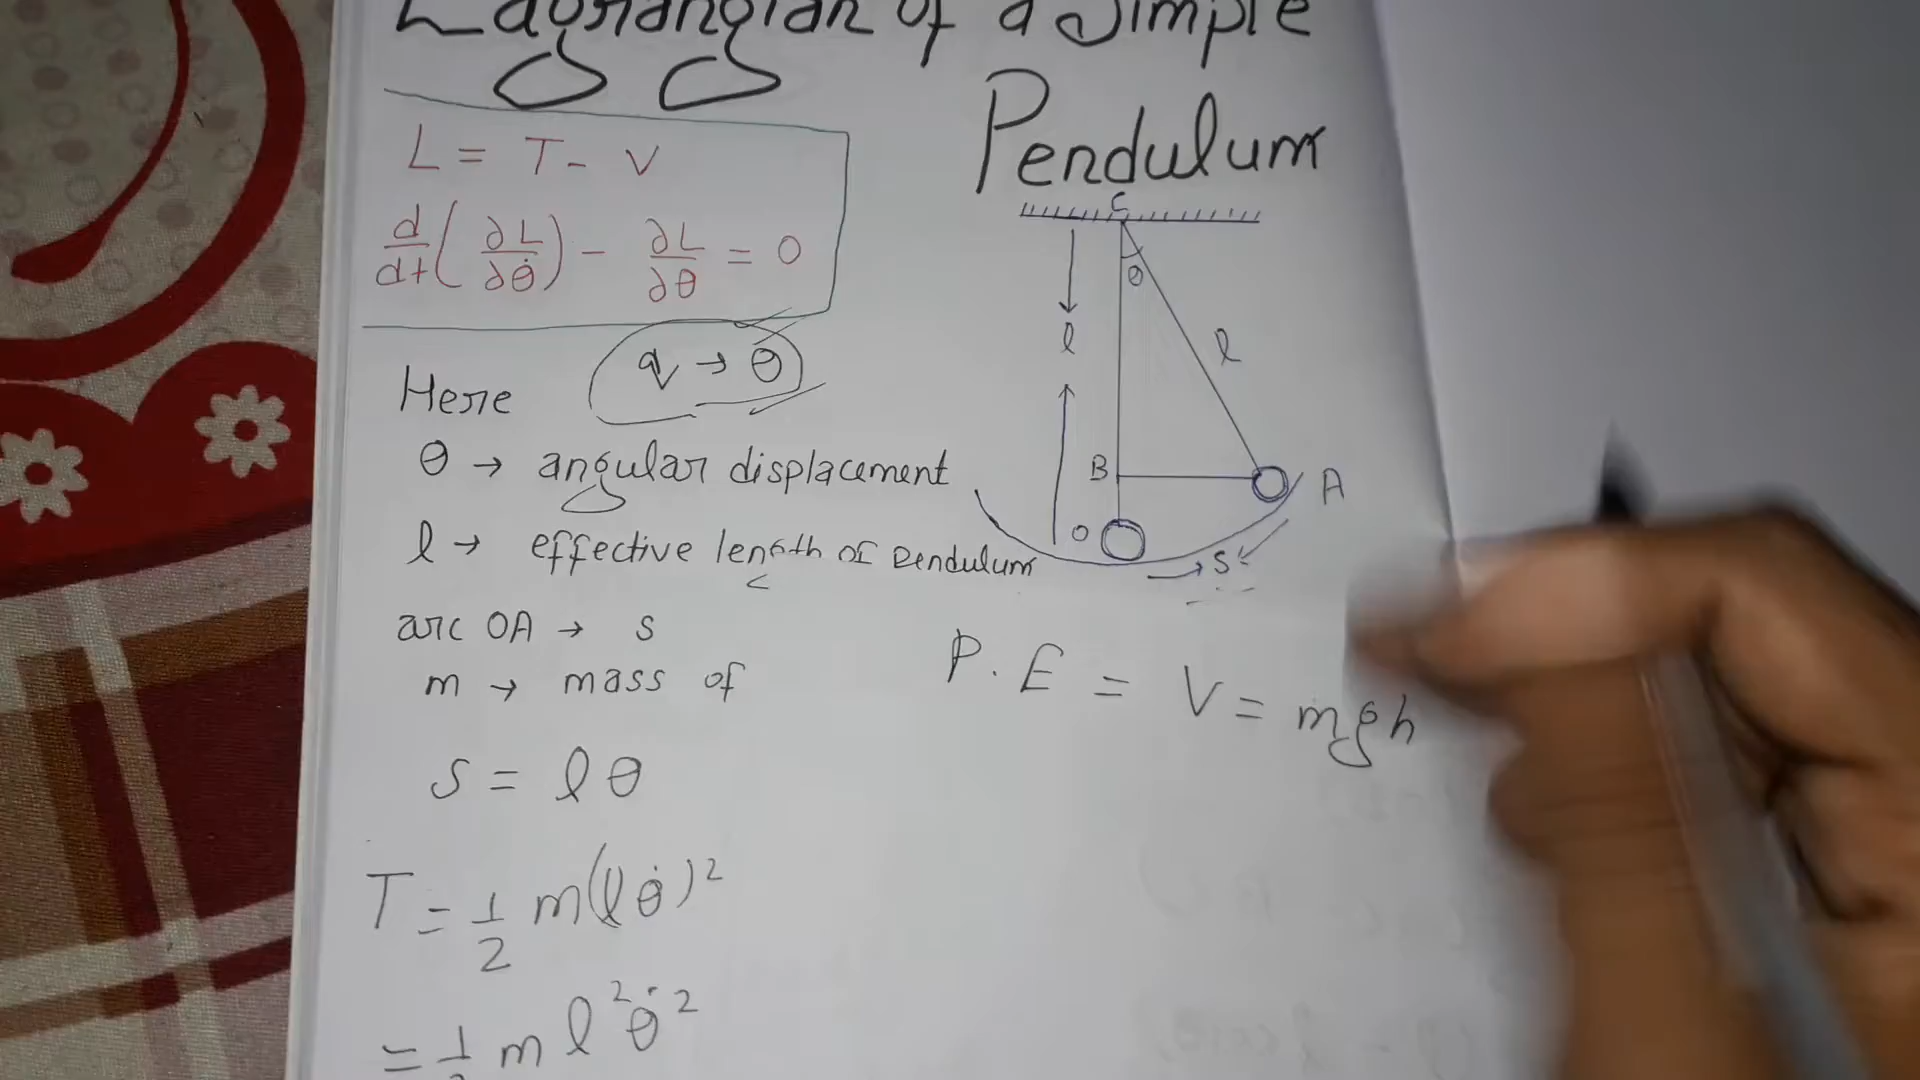 Lagrangian of a Simple
Pendulum
L = T - V
d/dt(∂L/∂θ̇) - ∂L/∂θ = 0
q → θ
Here
θ → angular displacement
l → effective length of pendulum
arc OA → s
m → mass of
s = lθ
T = 1/2 m(lθ̇)²
= 1/2 m l²θ̇²
C
θ
l
l
B
A
O
s
P.E = V = mgh